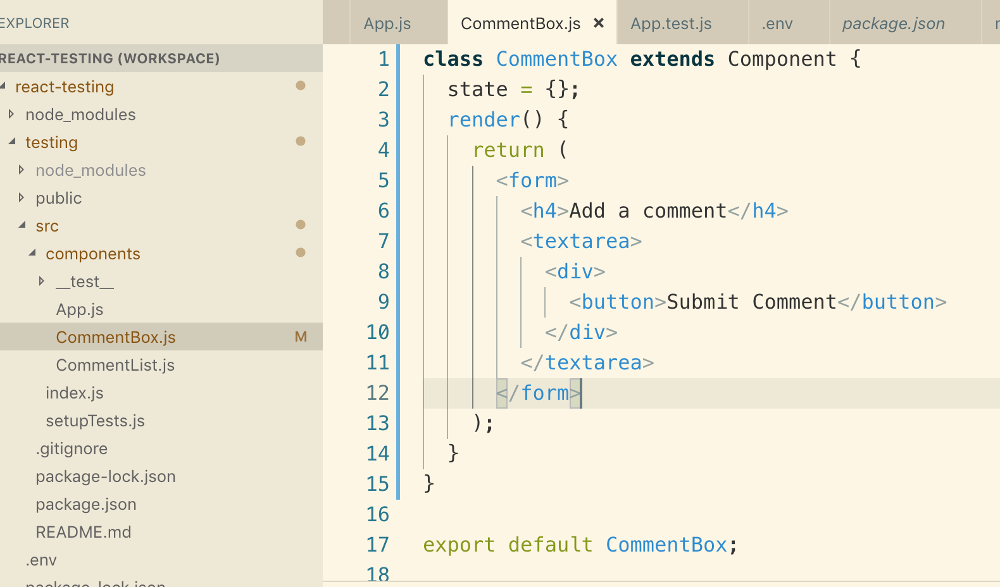 EXPLORER
REACT-TESTING (WORKSPACE)
react-testing
node_modules
testing
node_modules
public
src
components
__test__
App.js
CommentBox.js M
CommentList.js
index.js
setupTests.js
.gitignore
package-lock.json
package.json
README.md
.env
package-lock.json
App.js CommentBox.js × App.test.js .env package.json
1 class CommentBox extends Component {
2 state = {};
3 render() {
4 return (
5 <form>
6 <h4>Add a comment</h4>
7 <textarea>
8 <div>
9 <button>Submit Comment</button>
10 </div>
11 </textarea>
12 </form>
13 );
14 }
15 }
16
17 export default CommentBox;
18